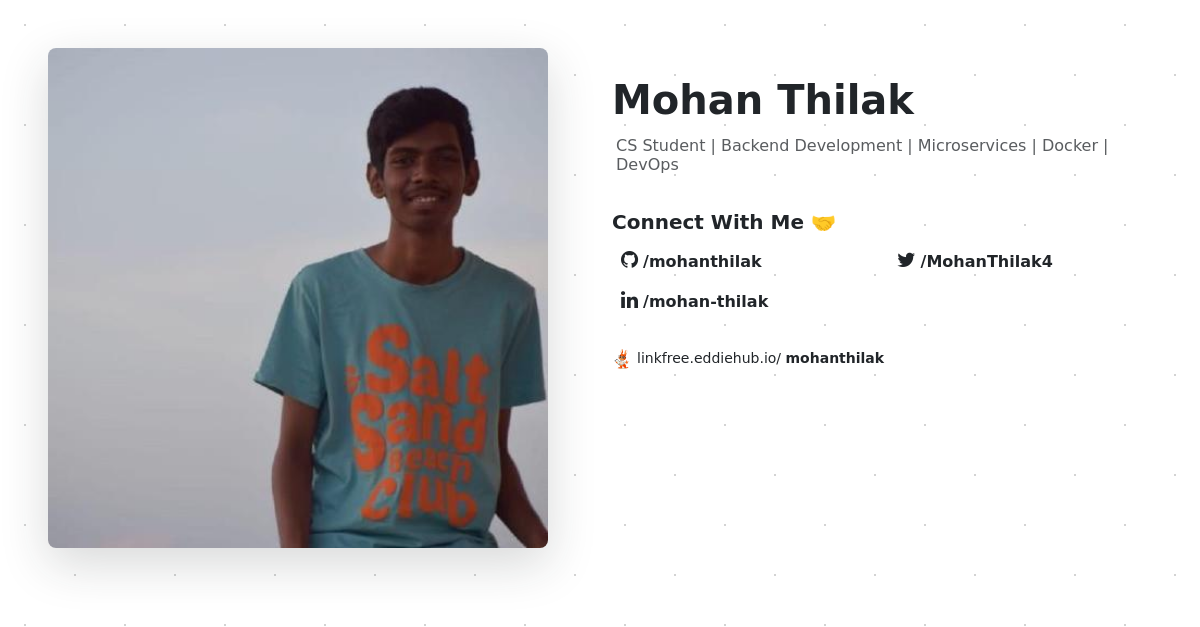 Mohan Thilak
CS Student | Backend Development | Microservices | Docker |
DevOps
Connect With Me 🤝
/mohanthilak
/MohanThilak4
/mohan-thilak
linkfree.eddiehub.io/ mohanthilak
Salt
Sand
Beach
Club